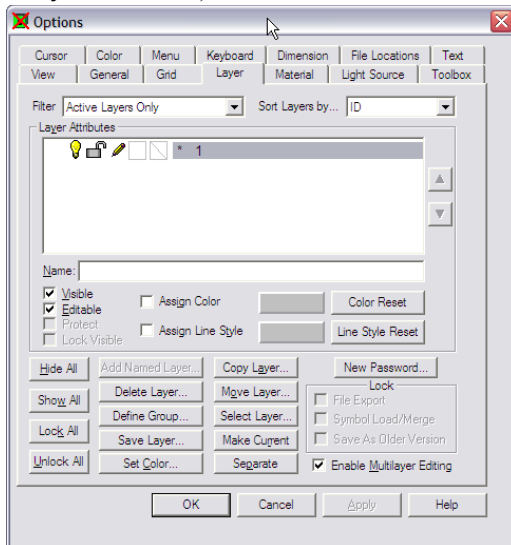 Options
Cursor Color Menu Keyboard Dimension File Locations Text
View General Grid Layer Material Light Source Toolbox
Filter Active Layers Only Sort Layers by... ID
Layer Attributes
* 1
Name:
Visible
Editable
Protect
Lock Visible
Assign Color Color Reset
Assign Line Style Line Style Reset
Hide All Add Named Layer... Copy Layer... New Password...
Show All Delete Layer... Move Layer... Lock
File Export
Define Group... Select Layer... Symbol Load/Merge
Lock All Save Layer... Make Current Save As Older Version
Unlock All Set Color... Separate Enable Multilayer Editing
OK Cancel Apply Help